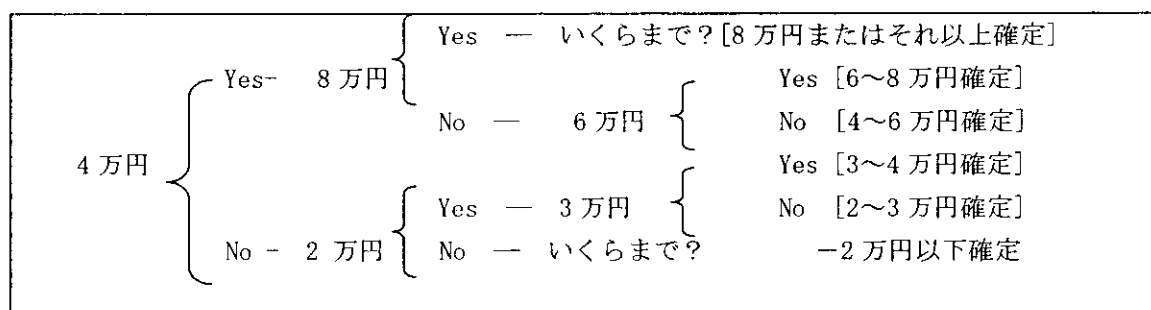 Yes ― いくらまで？[8万円またはそれ以上確定]
Yes- 8万円 Yes [6～8万円確定]
No ― 6万円 No [4～6万円確定]
4万円 Yes [3～4万円確定]
Yes ― 3万円 No [2～3万円確定]
No - 2万円 No ― いくらまで？ －2万円以下確定